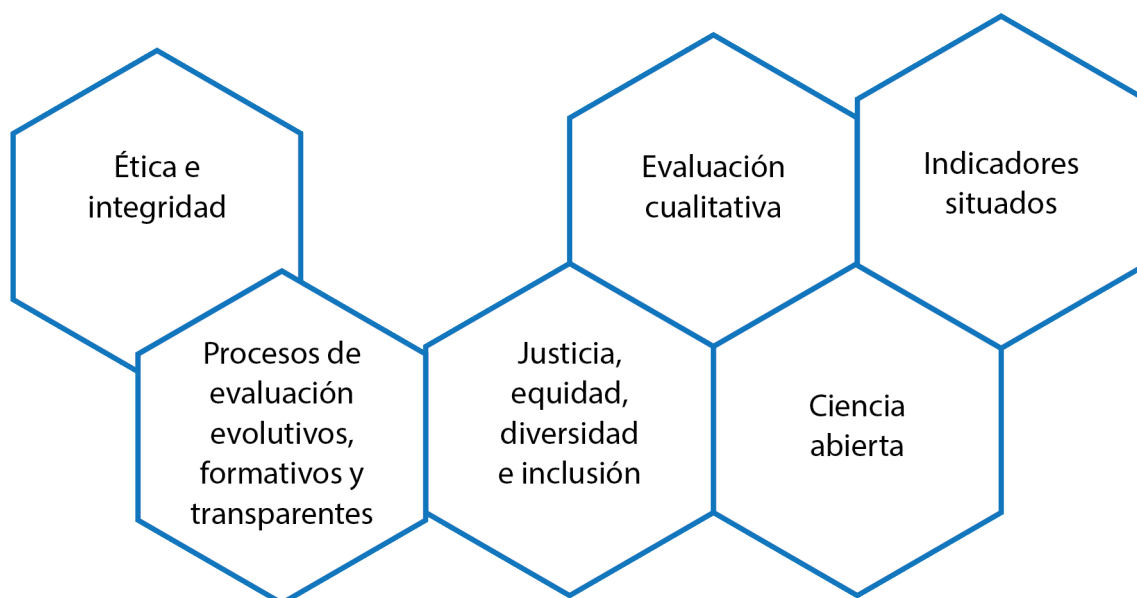 Ética e
integridad
Evaluación
cualitativa
Indicadores
situados
Procesos de
evaluación
evolutivos,
formativos y
transparentes
Justicia,
equidad,
diversidad
e inclusión
Ciencia
abierta